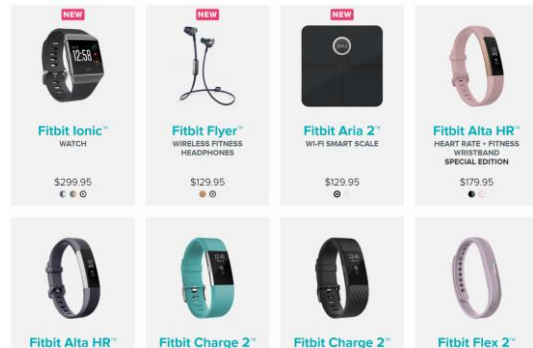 NEW
NEW
NEW
12:58
Fitbit Ionic™
WATCH
$299.95
Fitbit Flyer™
WIRELESS FITNESS
HEADPHONES
$129.95
Fitbit Aria 2™
WI-FI SMART SCALE
$129.95
Fitbit Alta HR™
HEART RATE + FITNESS
WRISTBAND
SPECIAL EDITION
$179.95
Fitbit Alta HR™
Fitbit Charge 2™
Fitbit Charge 2™
Fitbit Flex 2™